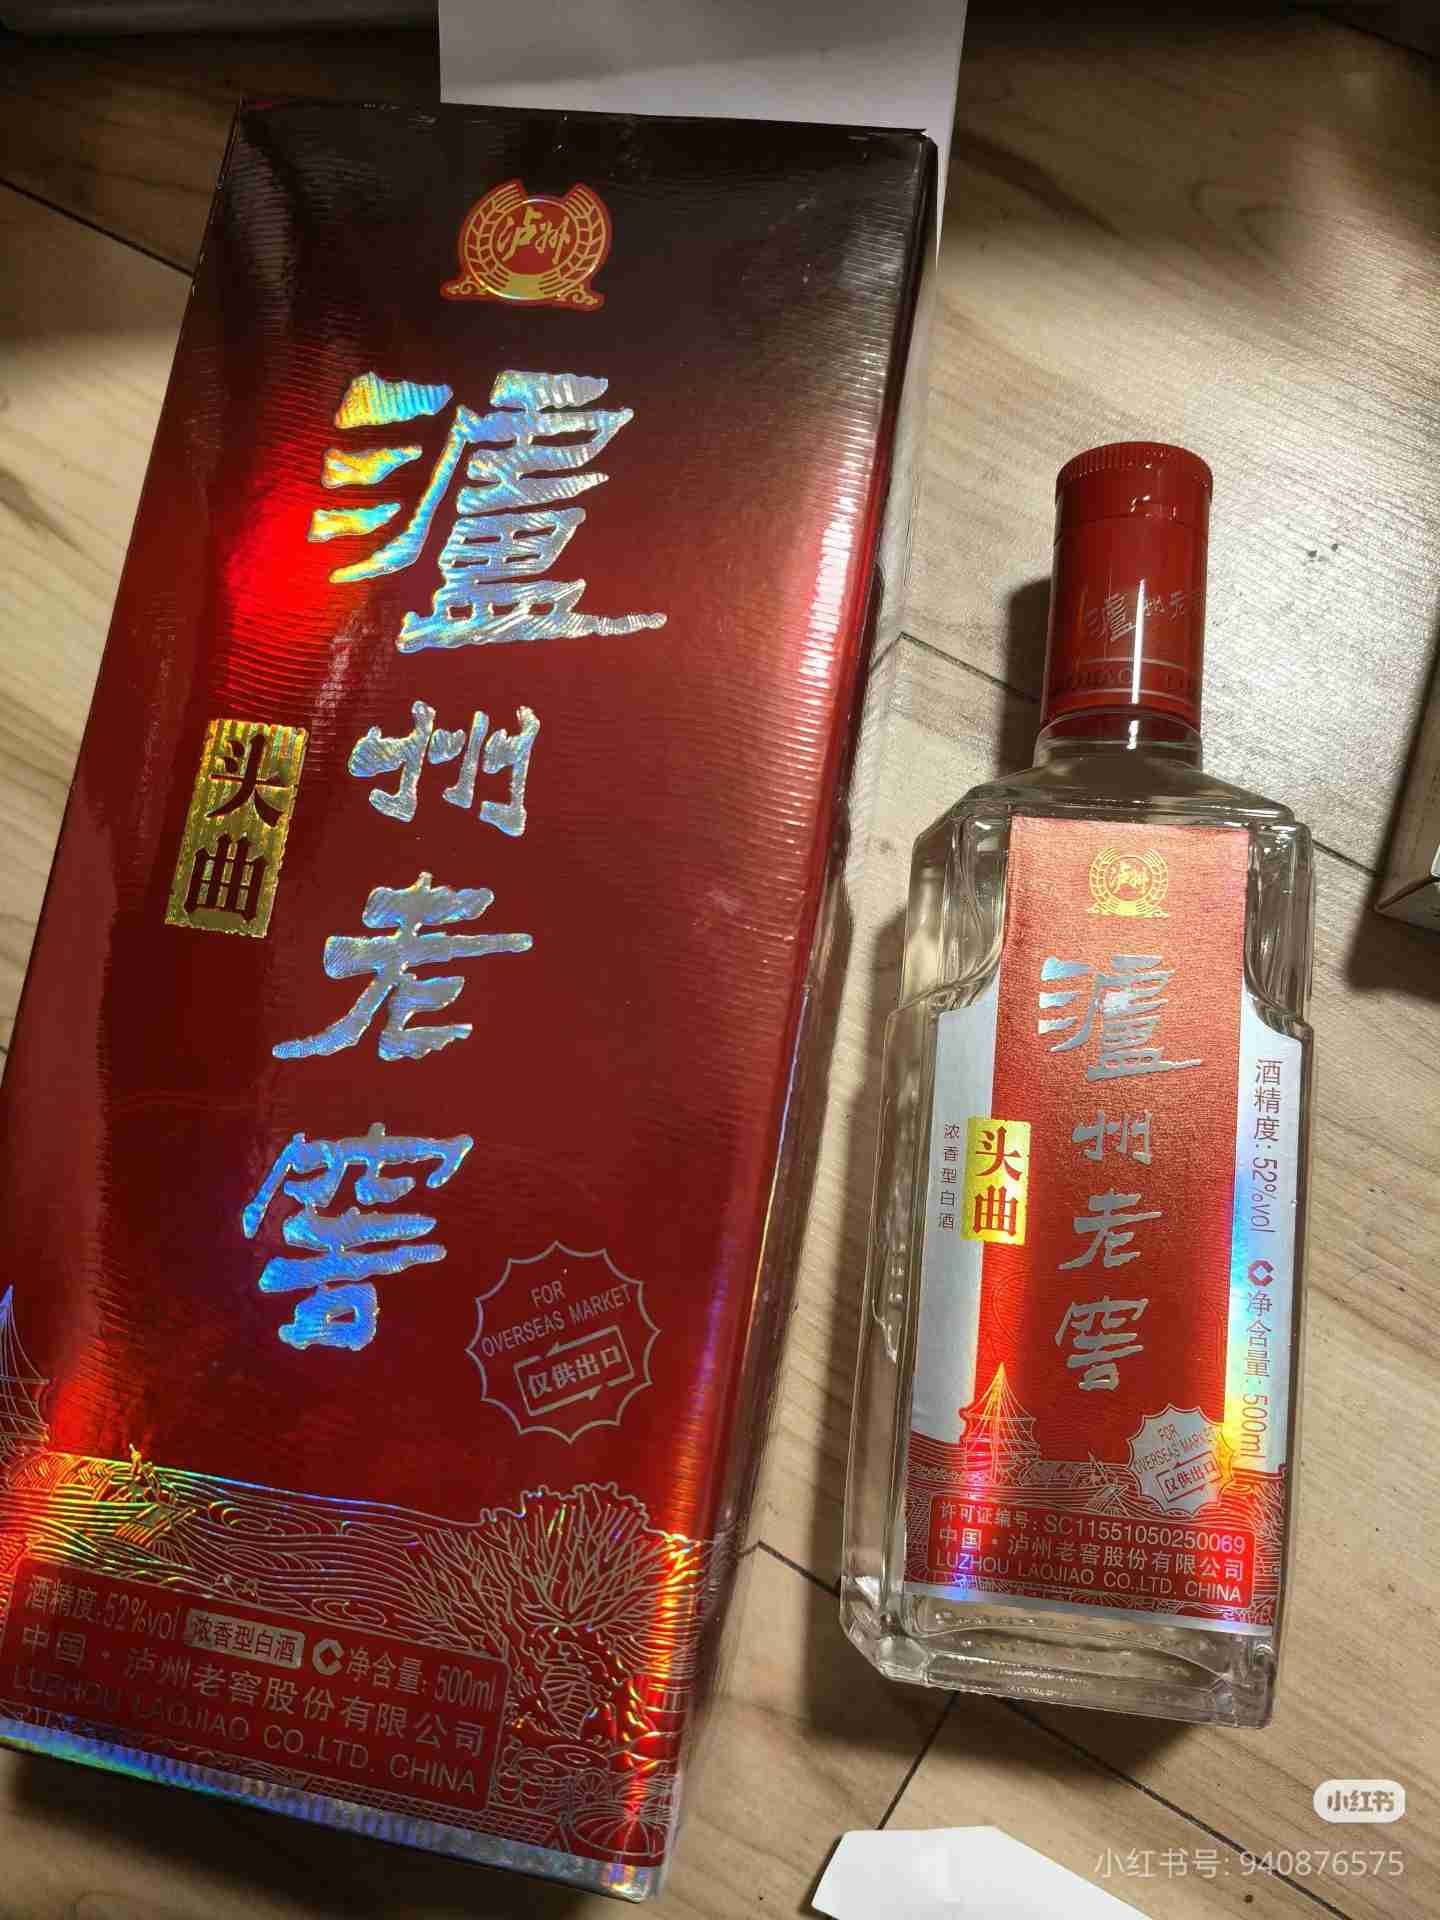 泸州
泸州老窖
头曲
FOR
OVERSEAS MARKET
仅供出口
酒精度:52%vol 浓香型白酒 净含量:500ml
中国·泸州老窖股份有限公司
LUZHOU LAOJIAO CO.,LTD. CHINA
泸州老
泸州
泸州老窖
头曲
浓香型白酒
酒精度:52%vol 净含量:500ml
FOR
OVERSEAS MARKET
仅供出口
许可证编号:SC11551050250069
中国·泸州老窖股份有限公司
LUZHOU LAOJIAO CO.,LTD. CHINA
小红书
小红书号: 940876575